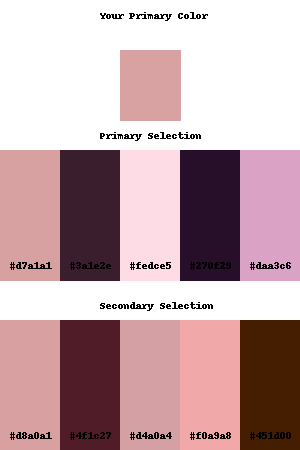 Your Primary Color
Primary Selection
#d7a1a1 #3a1e2e #fedce5 #270f29 #daa3c6
Secondary Selection
#d8a0a1 #4f1c27 #d4a0a4 #f0a9a8 #451d00